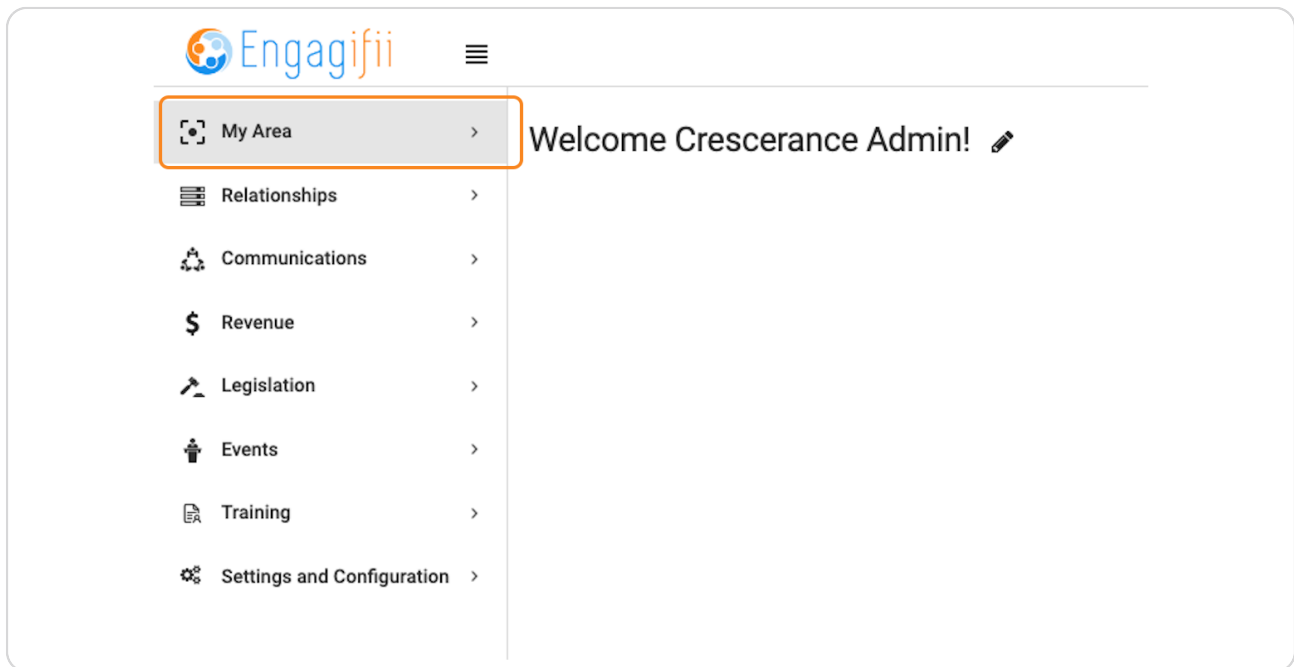 Engagifii
My Area
Welcome Crescerance Admin!
Relationships
Communications
Revenue
Legislation
Events
Training
Settings and Configuration